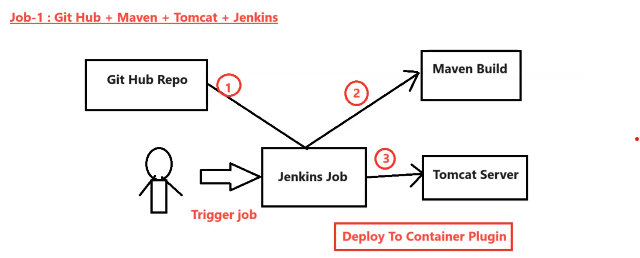 Job-1 : Git Hub + Maven + Tomcat + Jenkins
Git Hub Repo
1
2
Maven Build
Trigger job
Jenkins Job
3
Tomcat Server
Deploy To Container Plugin